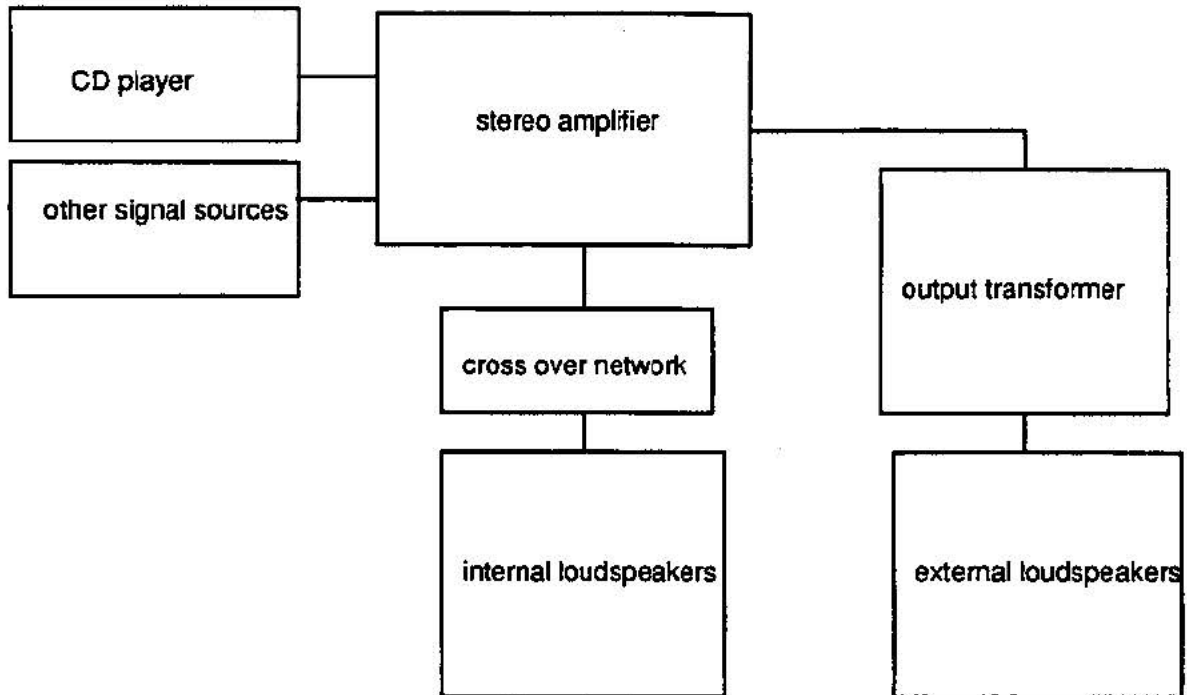 CD player
stereo amplifier
other signal sources
output transformer
cross over network
internal loudspeakers
external loudspeakers